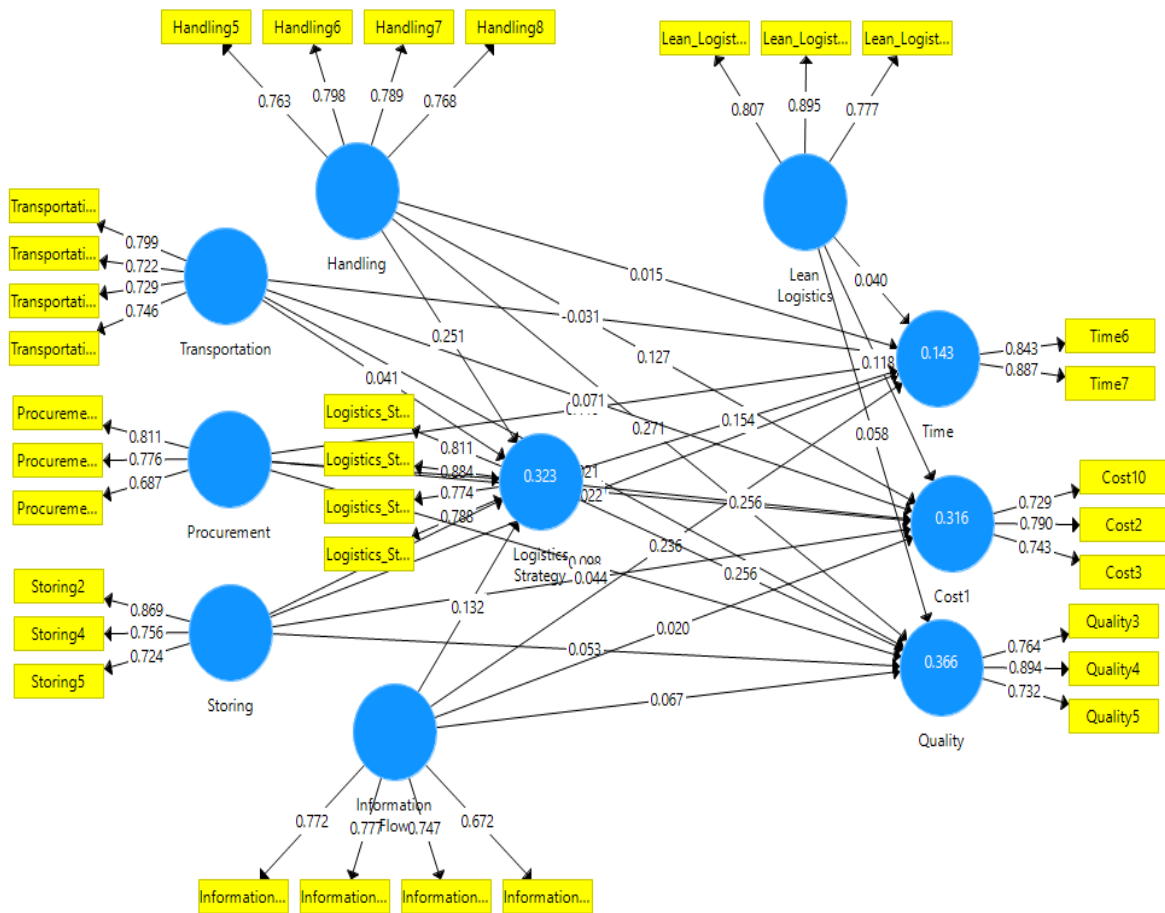 Handling5
Handling6
Handling7
Handling8
Lean_Logist...
Lean_Logist...
Lean_Logist...
0.763
0.798
0.789
0.768
0.807
0.895
0.777
Transportati...
Transportati...
Transportati...
Transportati...
0.799
0.722
0.729
0.746
Transportation
Handling
Lean
Logistics
0.015
0.040
-0.031
0.251
0.127
0.118
0.041
0.071
0.271
0.154
0.058
0.143
Time
0.843
0.887
Time6
Time7
Procureme...
Procureme...
Procureme...
0.811
0.776
0.687
Procurement
Logistics_St...
Logistics_St...
Logistics_St...
Logistics_St...
0.811
0.884
0.774
0.788
0.323
Logistics
Strategy
0.256
0.236
0.044
0.256
0.132
0.020
0.053
0.067
0.316
Cost1
0.729
0.790
0.743
Cost10
Cost2
Cost3
Storing2
Storing4
Storing5
0.869
0.756
0.724
Storing
0.366
Quality
0.764
0.894
0.732
Quality3
Quality4
Quality5
Information
Flow
0.772
0.777
0.747
0.672
Information...
Information...
Information...
Information...